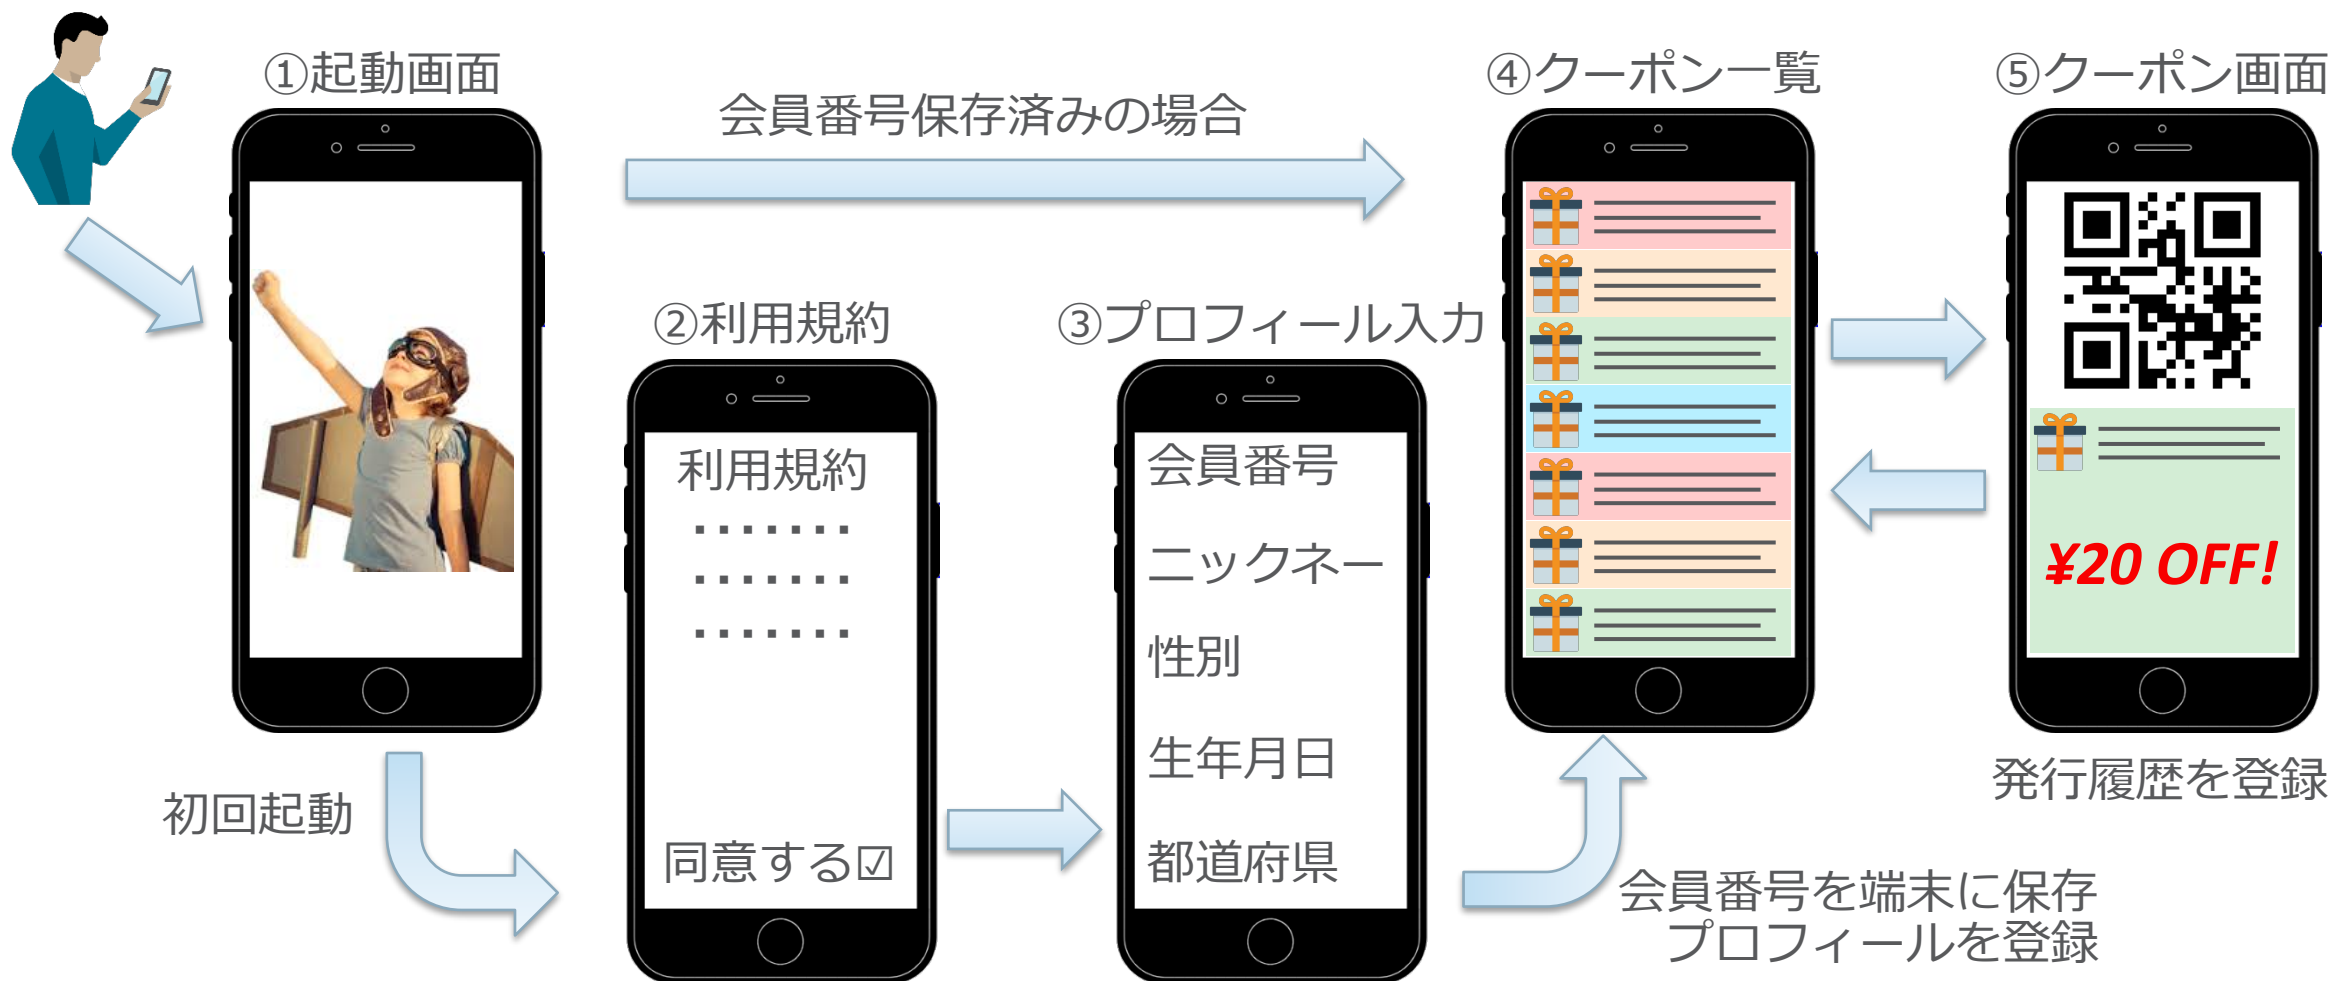 ①起動画面
会員番号保存済みの場合
④クーポン一覧
⑤クーポン画面
②利用規約
③プロフィール入力
利用規約
・・・・・・・
・・・・・・・
・・・・・・・
同意する☑
会員番号
ニックネー
性別
生年月日
都道府県
¥20 OFF!
初回起動
発行履歴を登録
会員番号を端末に保存
プロフィールを登録